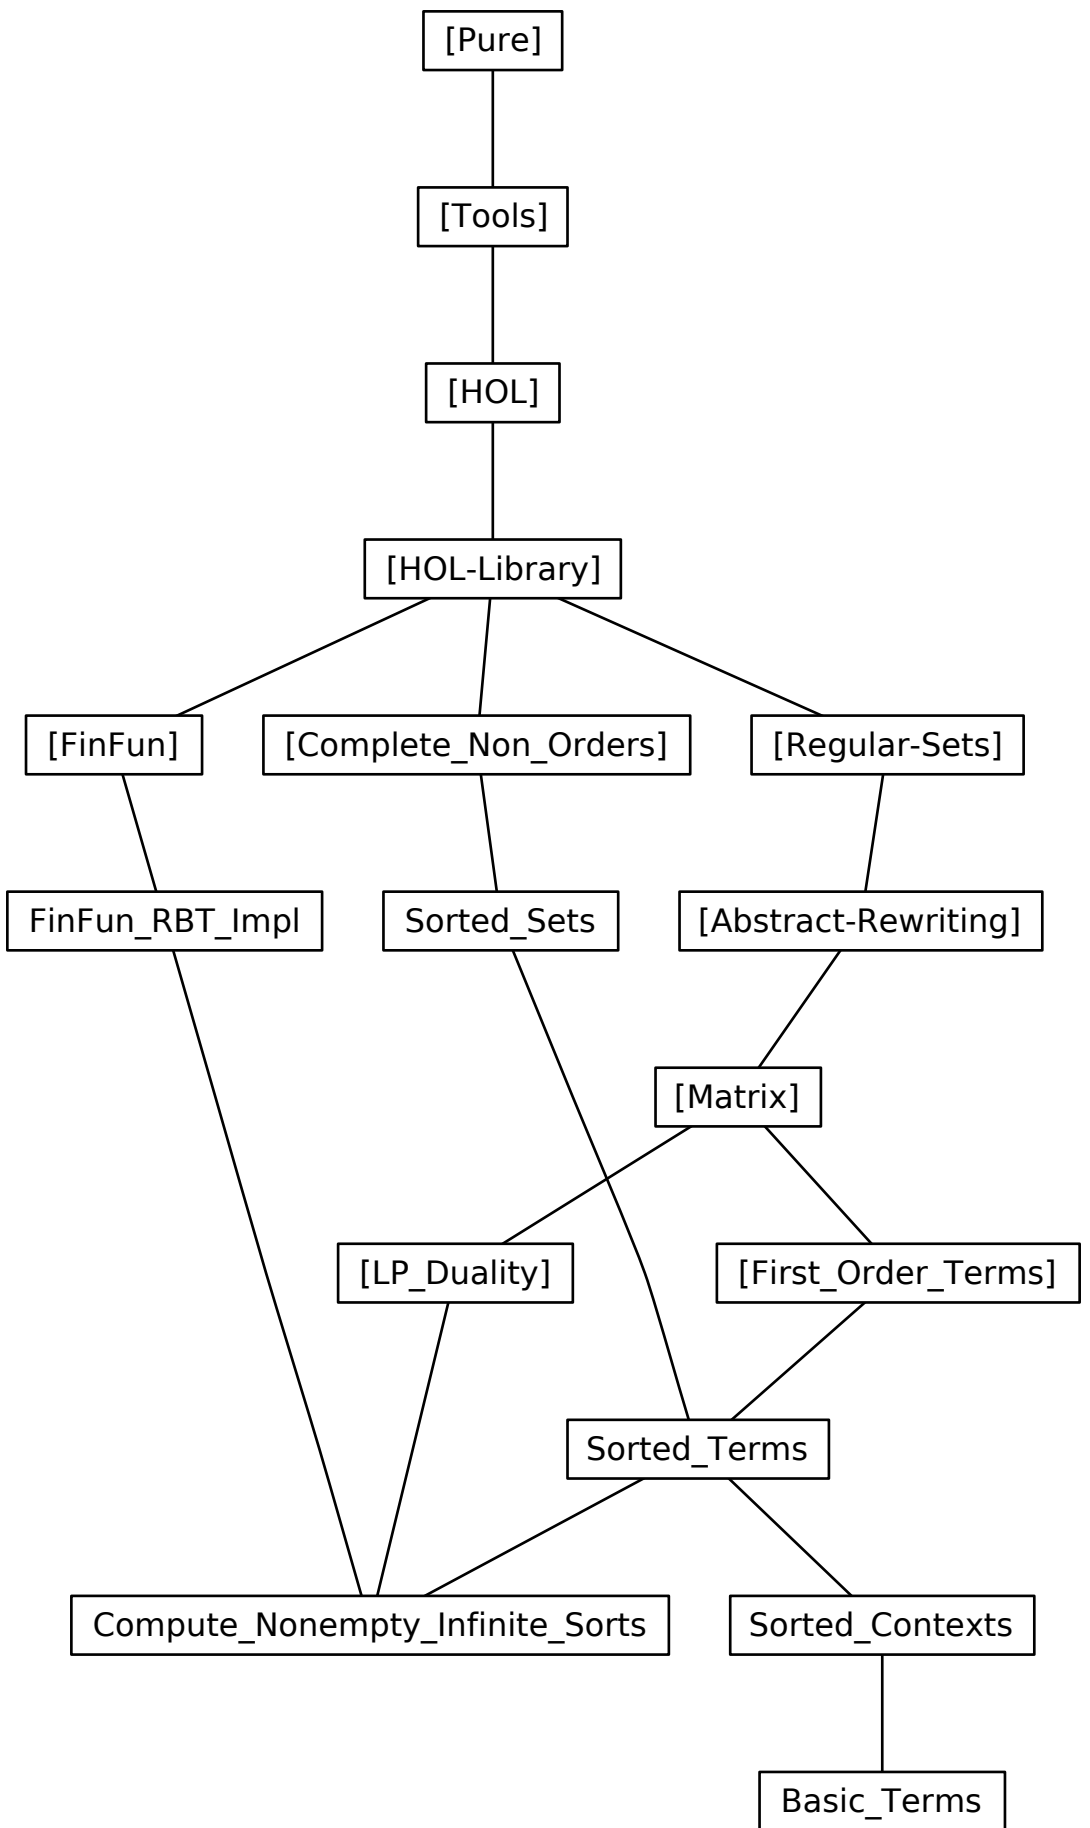 [Pure]
[Tools]
[HOL]
[HOL-Library]
[FinFun]
[Complete_Non_Orders]
[Regular-Sets]
FinFun_RBT_Impl
Sorted_Sets
[Abstract-Rewriting]
[Matrix]
[LP_Duality]
[First_Order_Terms]
Sorted_Terms
Compute_Nonempty_Infinite_Sorts
Sorted_Contexts
Basic_Terms